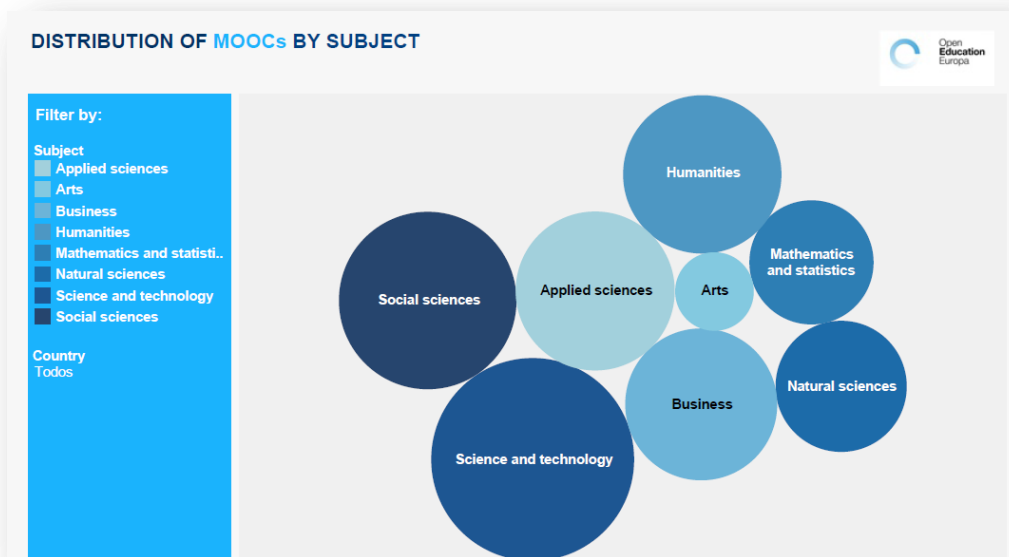 DISTRIBUTION OF MOOCs BY SUBJECT
Open
Education
Europa
Filter by:
Subject
Applied sciences
Arts
Business
Humanities
Mathematics and statisti..
Natural sciences
Science and technology
Social sciences
Country
Todos
Humanities
Mathematics
and statistics
Social sciences
Applied sciences
Arts
Natural sciences
Business
Science and technology